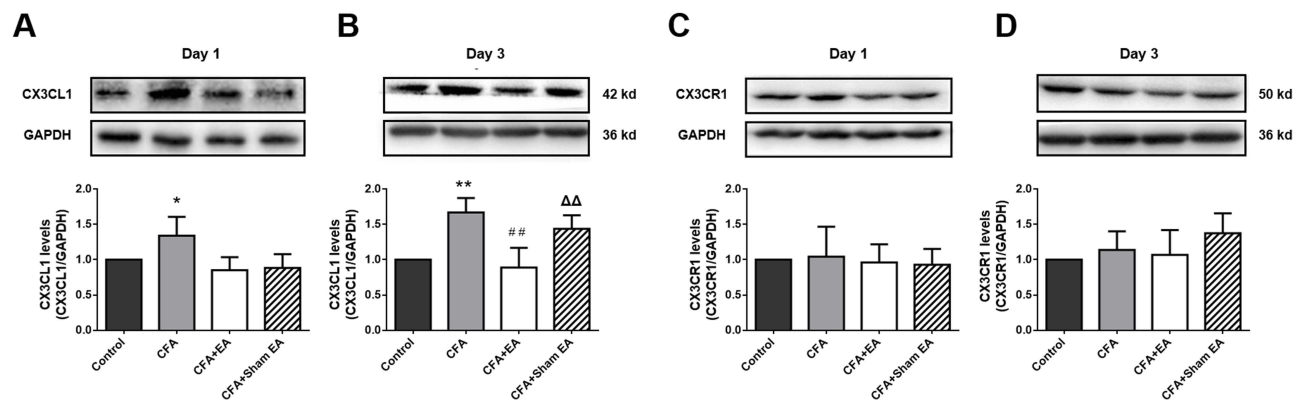 A
B
C
D
Day 1
Day 3
Day 1
Day 3
CX3CL1
42 kd
CX3CR1
50 kd
GAPDH
36 kd
GAPDH
36 kd
CX3CL1 levels
(CX3CL1/GAPDH)
2.0
1.5
1.0
0.5
0.0
*
Control
CFA
CFA+EA
CFA+Sham EA
CX3CL1 levels
(CX3CL1/GAPDH)
2.0
1.5
1.0
0.5
0.0
**
##
ΔΔ
Control
CFA
CFA+EA
CFA+Sham EA
CX3CR1 levels
(CX3CR1/GAPDH)
2.0
1.5
1.0
0.5
0.0
Control
CFA
CFA+EA
CFA+Sham EA
CX3CR1 levels
(CX3CR1/GAPDH)
2.0
1.5
1.0
0.5
0.0
Control
CFA
CFA+EA
CFA+Sham EA